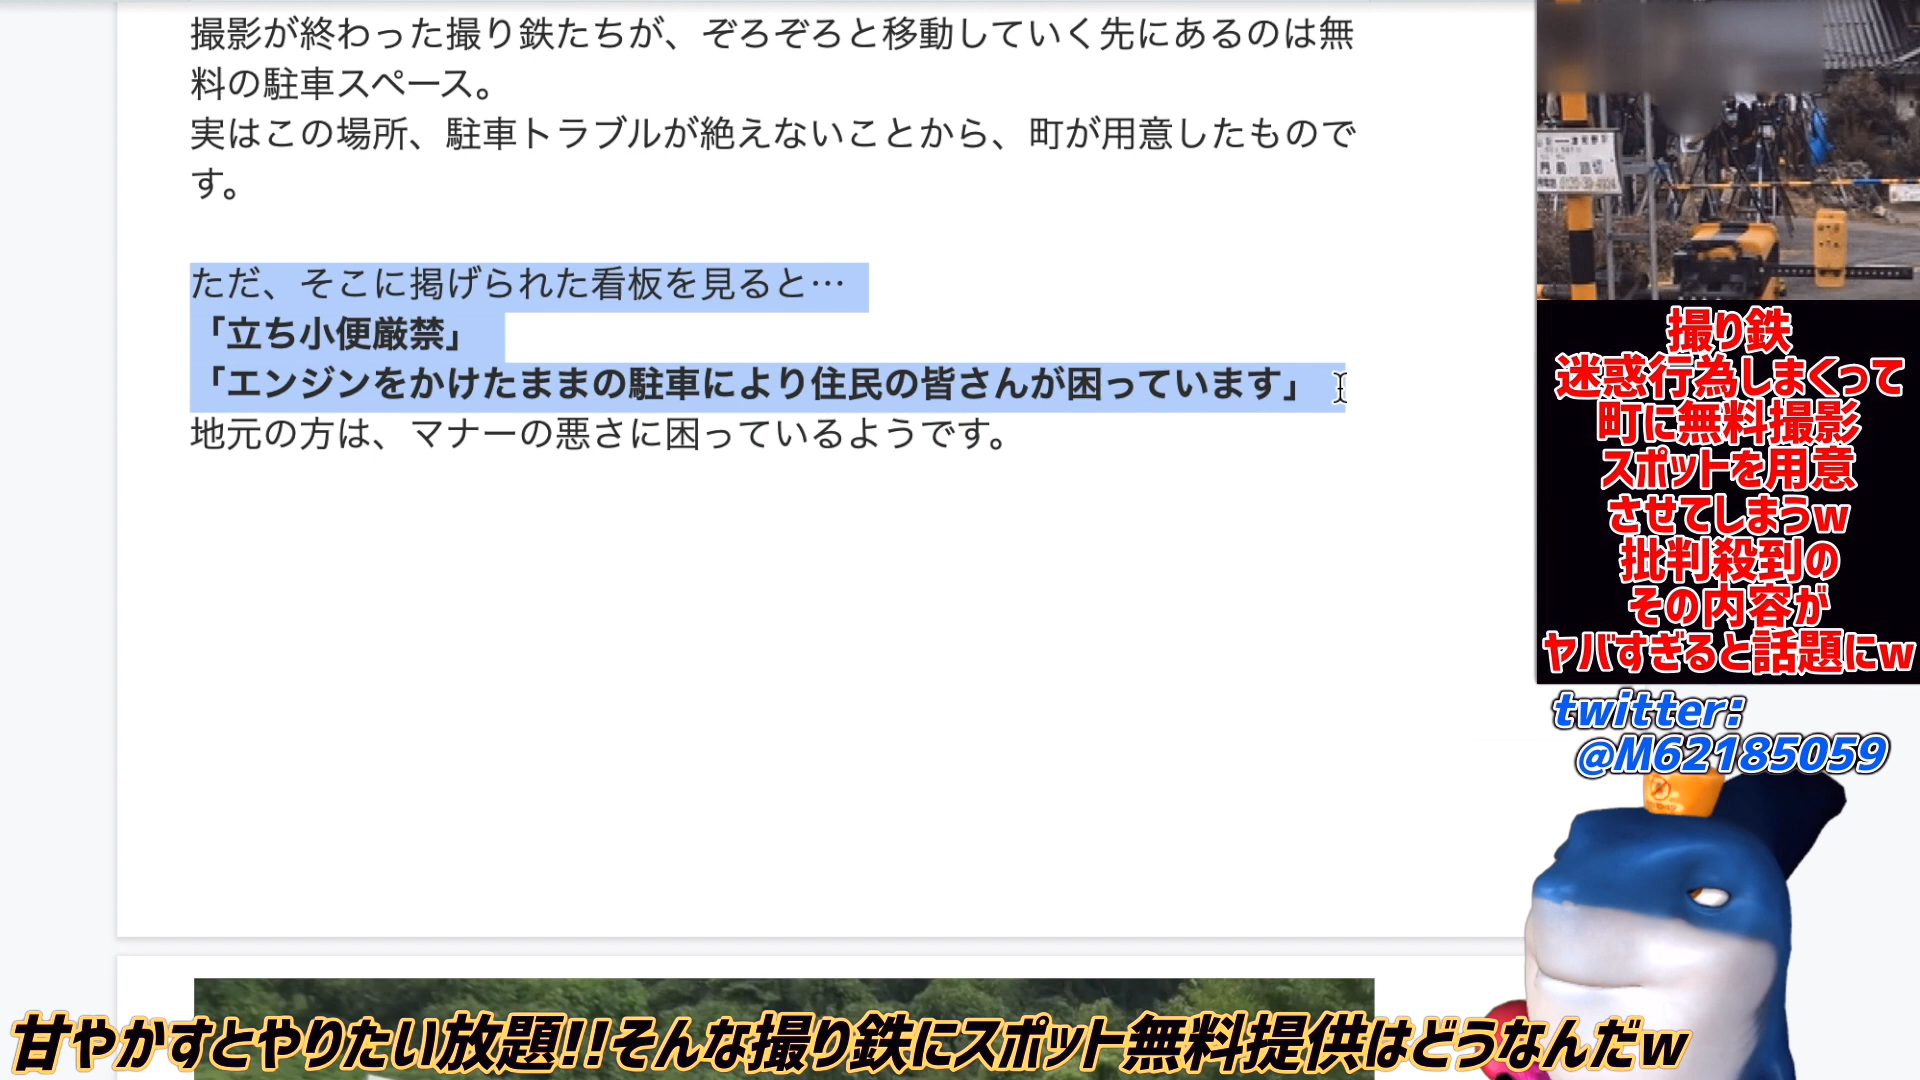 撮影が終わった撮り鉄たちが、ぞろぞろと移動していく先にあるのは無
料の駐車スペース。
実はこの場所、駐車トラブルが絶えないことから、町が用意したもので
す。
ただ、そこに掲げられた看板を見ると…
「立ち小便厳禁」
「エンジンをかけたままの駐車により住民の皆さんが困っています」
地元の方は、マナーの悪さに困っているようです。
撮り鉄
迷惑行為しまくって
町に無料撮影
スポットを用意
させてしまうw
批判殺到の
その内容が
ヤバすぎると話題にw
twitter:
@M62185059
甘やかすとやりたい放題!!そんな撮り鉄にスポット無料提供はどうなんだw